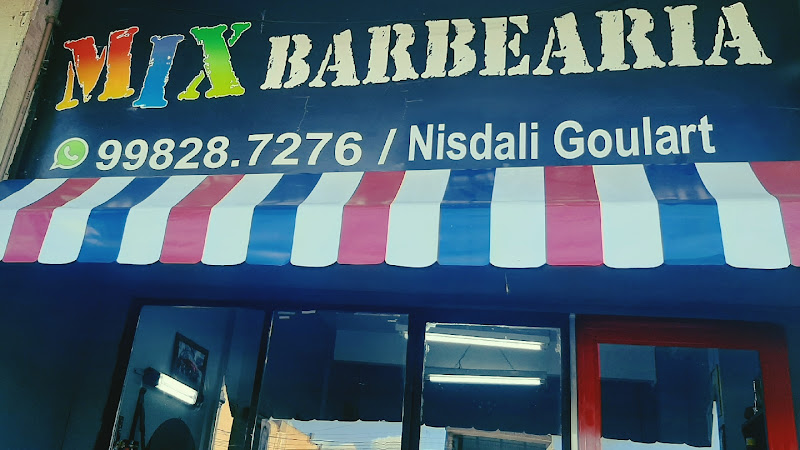 MIX BARBEARIA
99828.7276 / Nisdali Goulart